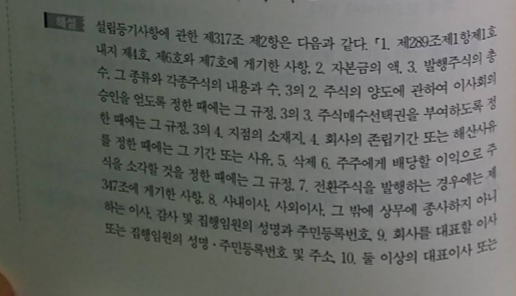 해설 설립등기사항에 관한 제317조 제2항은 다음과 같다. 「1. 제289조제1항제1호
내지 제4호, 제6호와 제7호에 게기한 사항, 2. 자본금의 액, 3. 발행주식의 총
수, 그 종류와 각종주식의 내용과 수, 3의 2. 주식의 양도에 관하여 이사회의
승인을 얻도록 정한 때에는 그 규정, 3의 3. 주식매수선택권을 부여하도록 정
한 때에는 그 규정, 3의 4. 지점의 소재지, 4. 회사의 존립기간 또는 해산사유
를 정한 때에는 그 기간 또는 사유, 5. 삭제 6. 주주에게 배당할 이익으로 주
식을 소각할 것을 정한 때에는 그 규정, 7. 전환주식을 발행하는 경우에는 제
347조에 게기한 사항, 8. 사내이사, 사외이사, 그 밖에 상무에 종사하지 아니
하는 이사, 감사 및 집행임원의 성명과 주민등록번호, 9. 회사를 대표할 이사
또는 집행임원의 성명·주민등록번호 및 주소, 10. 둘 이상의 대표이사 또는